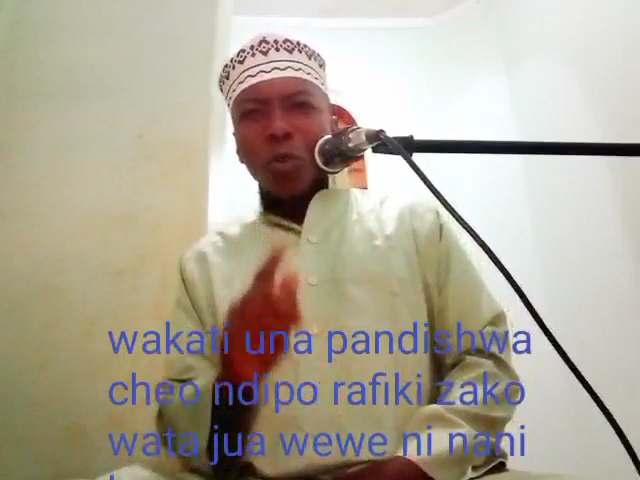 wakati una pandishwa
cheo ndipo rafiki zako
wata jua wewe ni nani